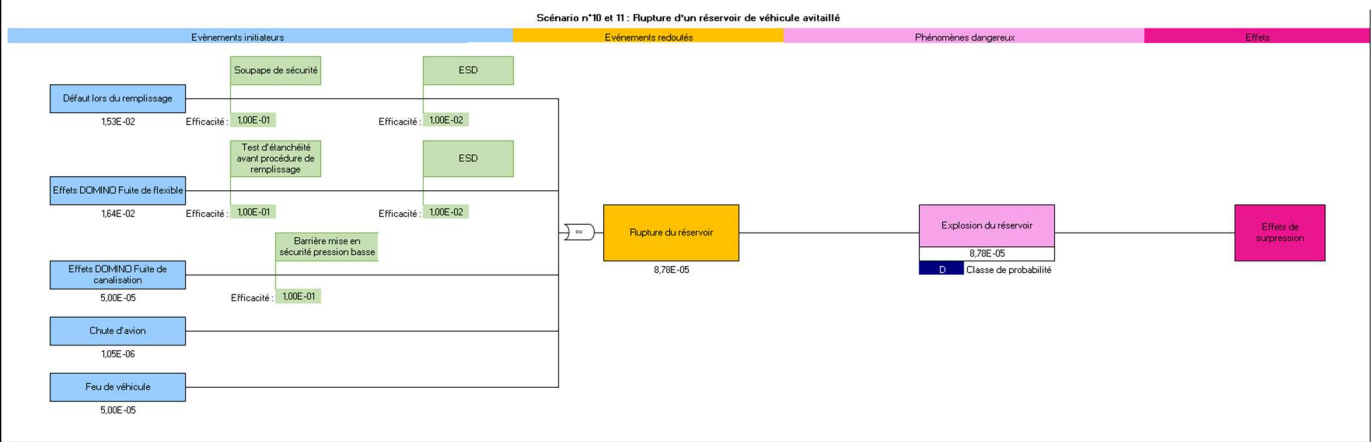 Scénario n°10 et 11 : Rupture d'un réservoir de véhicule avitaillé
Evènements initiateurs
Evénements redoutés
Phénomènes dangereux
Effets
Soupape de sécurité
ESD
Défaut lors du remplissage
1,53E-02
Efficacité : 1,00E-01
Efficacité : 1,00E-02
Test d'étanchéité
avant procédure de
remplissage
ESD
Effets DOMINO Fuite de flexible
1,64E-02
Efficacité : 1,00E-01
Efficacité : 1,00E-02
Barrière mise en
sécurité pression basse
Effets DOMINO Fuite de
canalisation
5,00E-05
Efficacité : 1,00E-01
Chute d'avion
1,05E-06
Feu de véhicule
5,00E-05
ou
Rupture du réservoir
8,78E-05
Explosion du réservoir
8,78E-05
D Classe de probabilité
Effets de
surpression